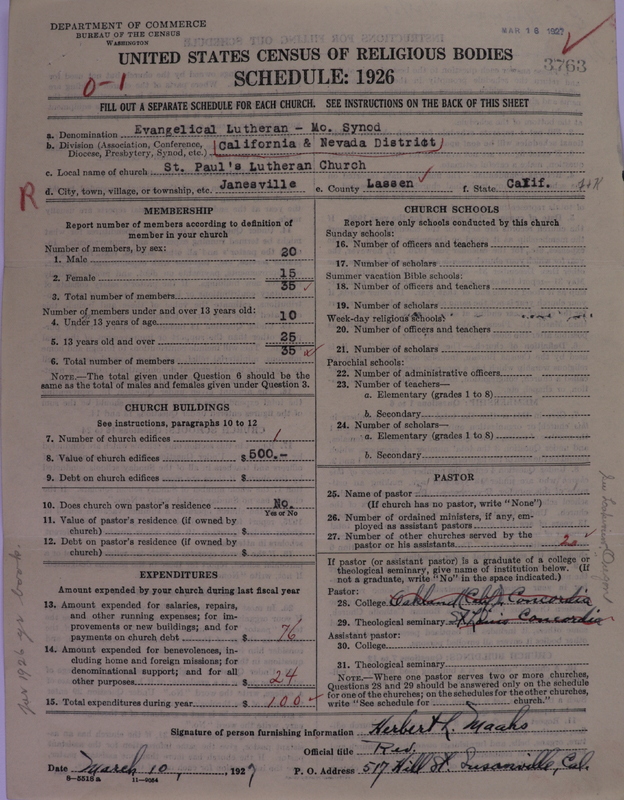 DEPARTMENT OF COMMERCE
BUREAU OF THE CENSUS
WASHINGTON
MAR 18 1927
UNITED STATES CENSUS OF RELIGIOUS BODIES
3763
SCHEDULE: 1926
0-1
FILL OUT A SEPARATE SCHEDULE FOR EACH CHURCH. SEE INSTRUCTIONS ON THE BACK OF THIS SHEET
a. Denomination Evangelical Lutheran - Mo. Synod
b. Division (Association, Conference, Diocese, Presbytery, Synod, etc.) California & Nevada District
c. Local name of church St. Paul's Lutheran Church
R
d. City, town, village, or township, etc. Janesville e. County Lassen f. State Calif.
MEMBERSHIP
Report number of members according to definition of
member in your church
Number of members, by sex:
1. Male 20
2. Female 15
3. Total number of members 35
Number of members under and over 13 years old:
4. Under 13 years of age 10
5. 13 years old and over 25
6. Total number of members 35
NOTE.—The total given under Question 6 should be the
same as the total of males and females given under Question 3.
CHURCH BUILDINGS
See instructions, paragraphs 10 to 12
7. Number of church edifices 1
8. Value of church edifices $500.-
9. Debt on church edifices $
10. Does church own pastor's residence No.
Yes or No
11. Value of pastor's residence (if owned by
church) $
12. Debt on pastor's residence (if owned by
church) $
EXPENDITURES
Amount expended by your church during last fiscal year
13. Amount expended for salaries, repairs,
and other running expenses; for im-
provements or new buildings; and for
payments on church debt $ 76
14. Amount expended for benevolences, in-
cluding home and foreign missions; for
denominational support; and for all
other purposes $ 24
15. Total expenditures during year $ 100
CHURCH SCHOOLS
Report here only schools conducted by this church
Sunday schools:
16. Number of officers and teachers
17. Number of scholars
Summer vacation Bible schools:
18. Number of officers and teachers
19. Number of scholars
Week-day religious schools:
20. Number of officers and teachers
21. Number of scholars
Parochial schools:
22. Number of administrative officers
23. Number of teachers—
a. Elementary (grades 1 to 8)
b. Secondary
24. Number of scholars—
a. Elementary (grades 1 to 8)
b. Secondary
PASTOR
25. Name of pastor
(If church has no pastor, write "None")
26. Number of ordained ministers, if any, em-
ployed as assistant pastors
27. Number of other churches served by the
pastor or his assistants 2
If pastor (or assistant pastor) is a graduate of a college or
theological seminary, give name of institution below. (If
not a graduate, write "No" in the space indicated.)
Pastor:
28. College Oakland City, Concordia
29. Theological seminary Concordia
Assistant pastor:
30. College
31. Theological seminary
NOTE.—Where one pastor serves two or more churches,
Questions 28 and 29 should be answered only on the schedule
for one of the churches; on the schedules for the other churches,
write "See schedule for church."
for 1926 yr book
Signature of person furnishing information Herbert L. Maahs
Official title Rev.
Date March 10, 1927 P. O. Address 517 Hill St. Susanville, Cal.
8-5518a 11-9064